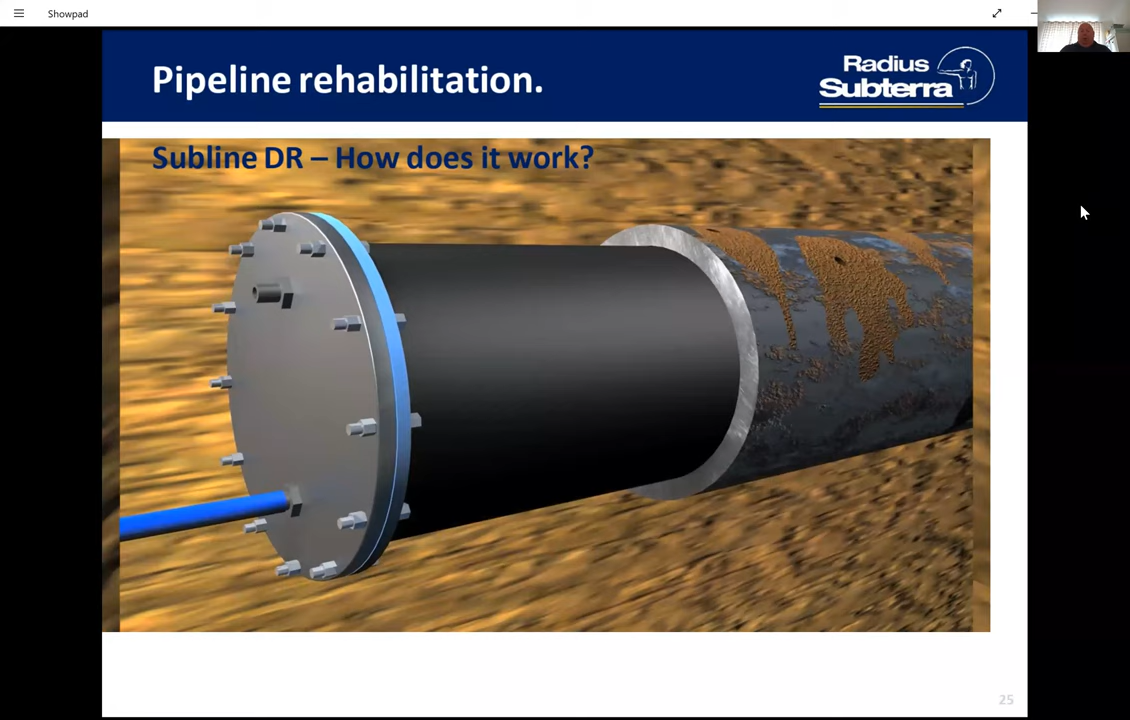 Showpad
Pipeline rehabilitation.
Radius
Subterra
Subline DR – How does it work?
25